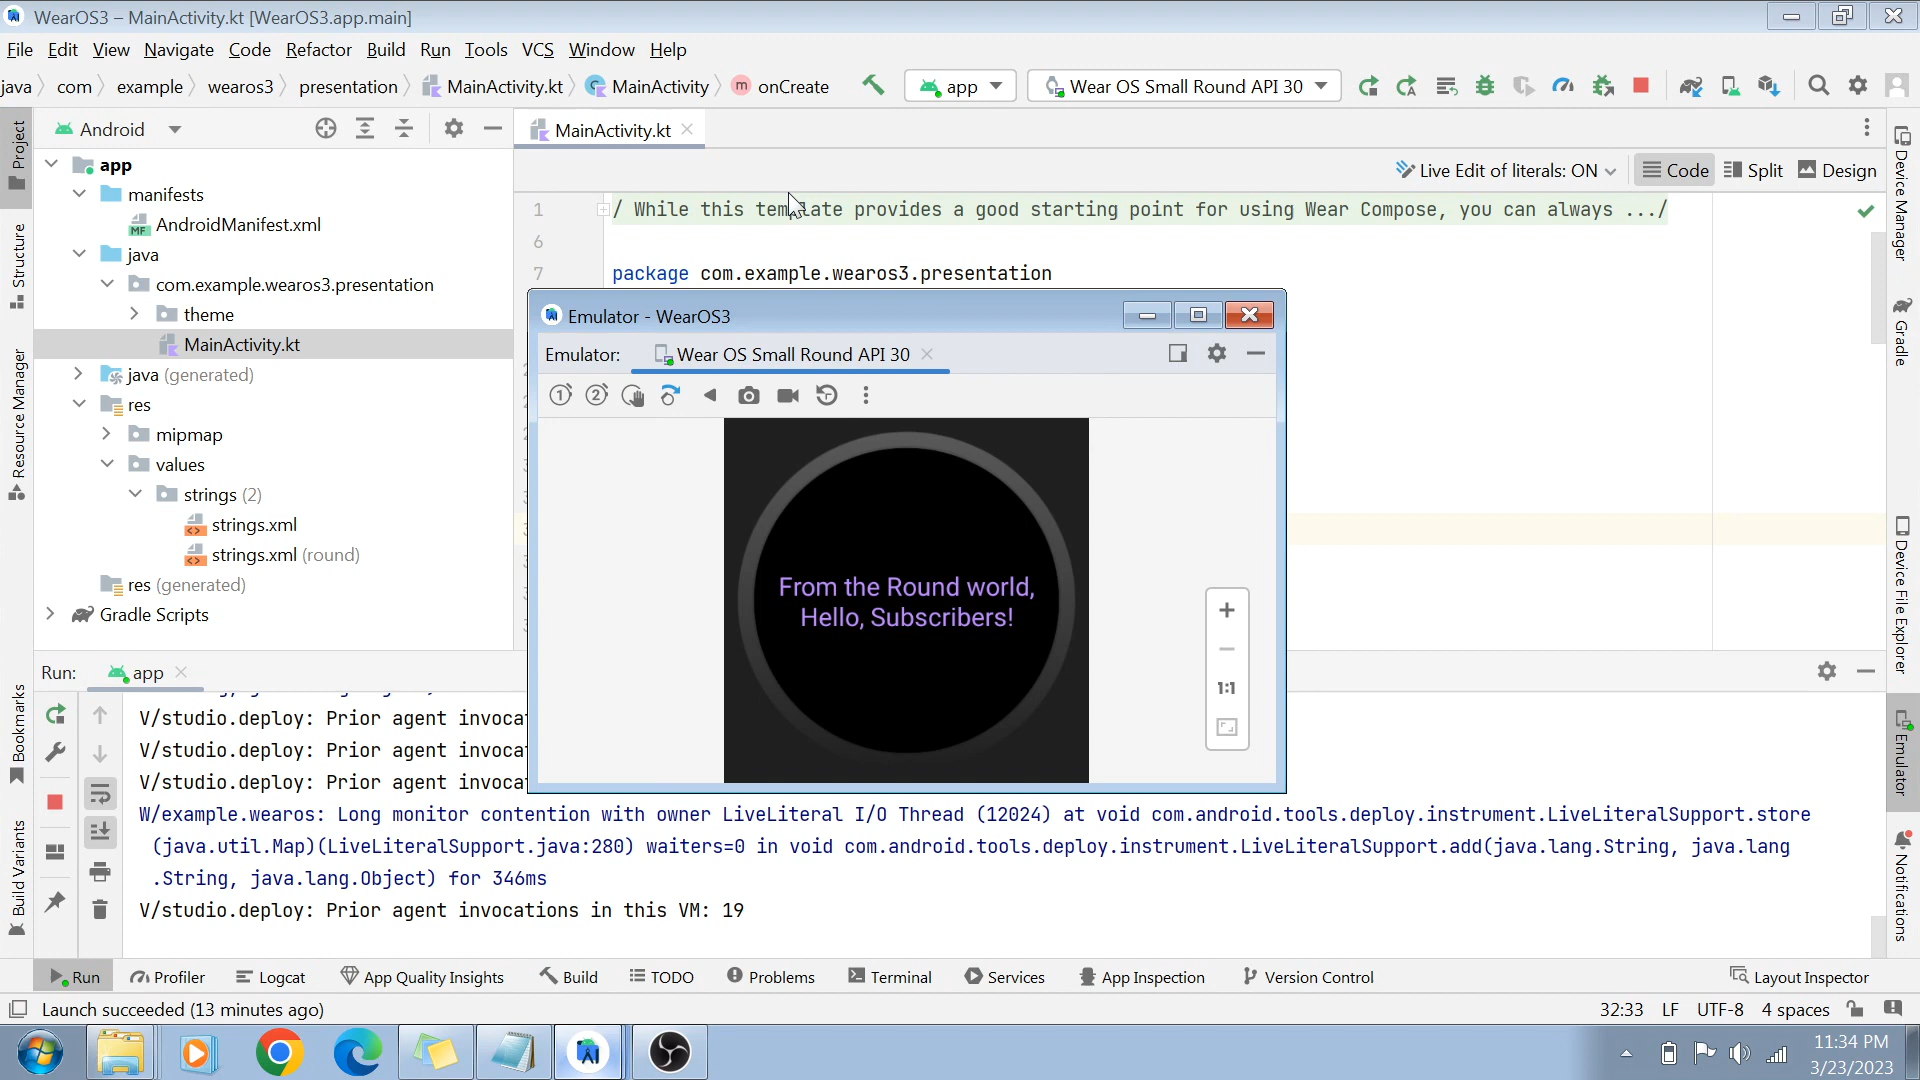 WearOS3 – MainActivity.kt [WearOS3.app.main]
File Edit View Navigate Code Refactor Build Run Tools VCS Window Help
java com example wearos3 presentation MainActivity.kt MainActivity onCreate app Wear OS Small Round API 30
Android
MainActivity.kt
Live Edit of literals: ON Code Split Design
app
manifests
AndroidManifest.xml
java
com.example.wearos3.presentation
theme
MainActivity.kt
java (generated)
res
mipmap
values
strings (2)
strings.xml
strings.xml (round)
res (generated)
Gradle Scripts
1 / While this template provides a good starting point for using Wear Compose, you can always .../
6
7 package com.example.wearos3.presentation
Emulator - WearOS3
Emulator: Wear OS Small Round API 30
From the Round world,
Hello, Subscribers!
1:1
Run: app
V/studio.deploy: Prior agent invocat
V/studio.deploy: Prior agent invocat
V/studio.deploy: Prior agent invocat
W/example.wearos: Long monitor contention with owner LiveLiteral I/O Thread (12024) at void com.android.tools.deploy.instrument.LiveLiteralSupport.store
(java.util.Map)(LiveLiteralSupport.java:280) waiters=0 in void com.android.tools.deploy.instrument.LiveLiteralSupport.add(java.lang.String, java.lang
.String, java.lang.Object) for 346ms
V/studio.deploy: Prior agent invocations in this VM: 19
Project
Structure
Resource Manager
Bookmarks
Build Variants
Device Manager
Gradle
Device File Explorer
Emulator
Notifications
Run Profiler Logcat App Quality Insights Build TODO Problems Terminal Services App Inspection Version Control Layout Inspector
Launch succeeded (13 minutes ago) 32:33 LF UTF-8 4 spaces
11:34 PM
3/23/2023